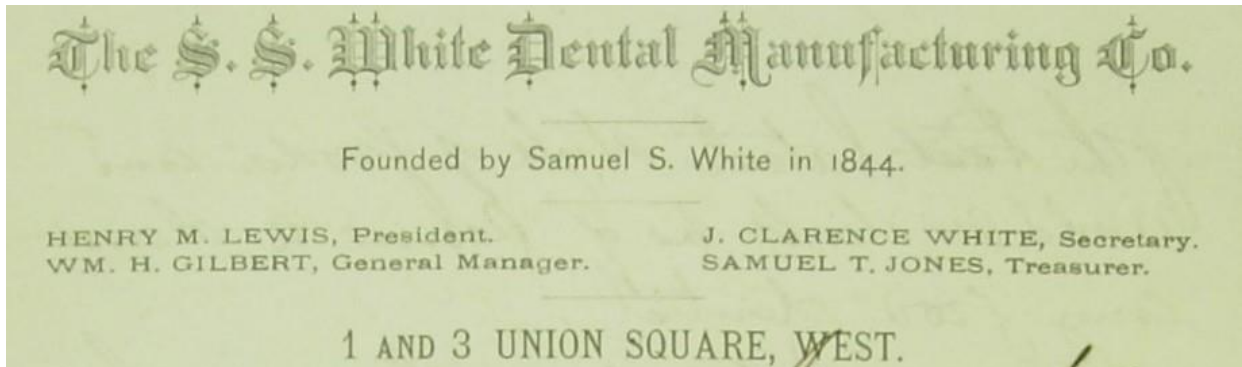 The S. S. White Dental Manufacturing Co.
Founded by Samuel S. White in 1844.
HENRY M. LEWIS, President. J. CLARENCE WHITE, Secretary.
WM. H. GILBERT, General Manager. SAMUEL T. JONES, Treasurer.
1 AND 3 UNION SQUARE, WEST.